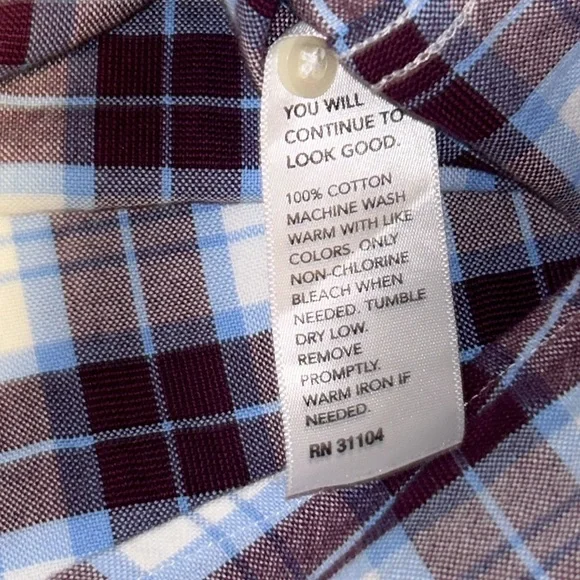 YOU WILL
CONTINUE TO
LOOK GOOD.
100% COTTON
MACHINE WASH
WARM WITH LIKE
COLORS. ONLY
NON-CHLORINE
BLEACH WHEN
NEEDED. TUMBLE
DRY LOW.
REMOVE
PROMPTLY.
WARM IRON IF
NEEDED.
RN 31104